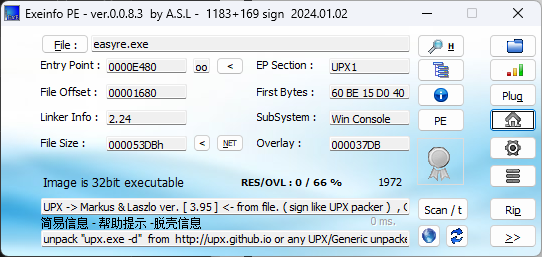 Exeinfo PE - ver.0.0.8.3 by A.S.L - 1183+169 sign 2024.01.02
File : easyre.exe H
Entry Point : 0000E480 oo < EP Section : UPX1
File Offset : 00001680 First Bytes : 60 BE 15 D0 40 Plug
Linker Info : 2.24 SubSystem : Win Console PE
File Size : 000053DBh < NET Overlay : 000037DB
Image is 32bit executable RES/OVL : 0 / 66 % 1972
UPX -> Markus & Laszlo ver. [ 3.95 ] <- from file. ( sign like UPX packer ) , Scan / t Rip
简易信息 - 帮助提示 -脱壳信息 0 ms.
unpack "upx.exe -d" from http://upx.github.io or any UPX/Generic unpacke >>